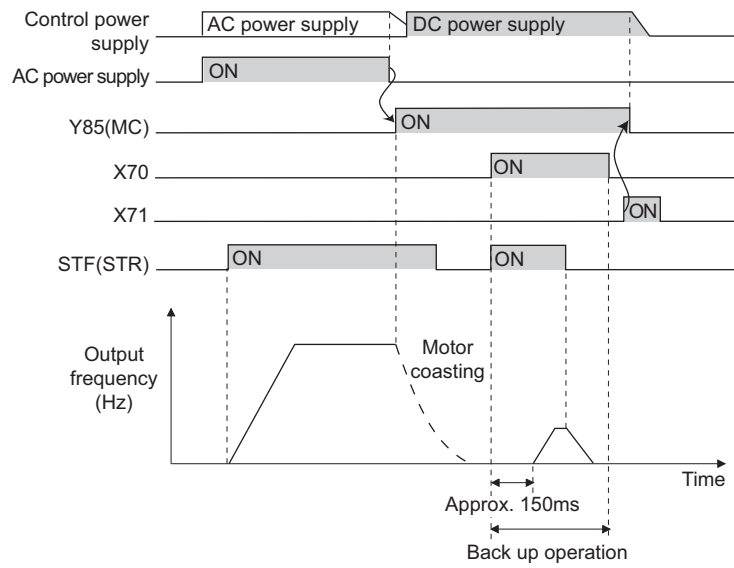 Control power
supply
AC power supply
DC power supply
AC power supply
ON
Y85(MC)
ON
X70
ON
X71
ON
STF(STR)
ON
ON
Output
frequency
(Hz)
Motor
coasting
Time
Approx. 150ms
Back up operation